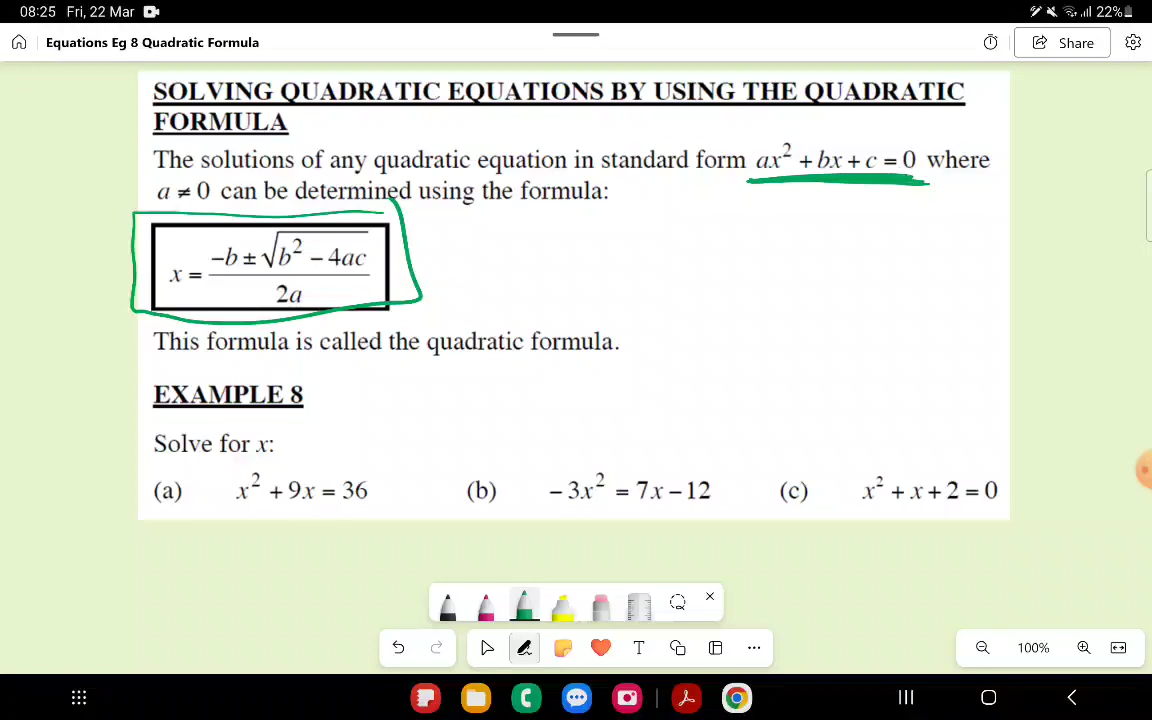 08:25 Fri, 22 Mar 22%
Equations Eg 8 Quadratic Formula Share
SOLVING QUADRATIC EQUATIONS BY USING THE QUADRATIC
FORMULA
The solutions of any quadratic equation in standard form ax² + bx + c = 0 where
a ≠ 0 can be determined using the formula:
x = (-b ± √(b² − 4ac)) / 2a
This formula is called the quadratic formula.
EXAMPLE 8
Solve for x:
(a) x² + 9x = 36 (b) − 3x² = 7x − 12 (c) x² + x + 2 = 0
T 100%